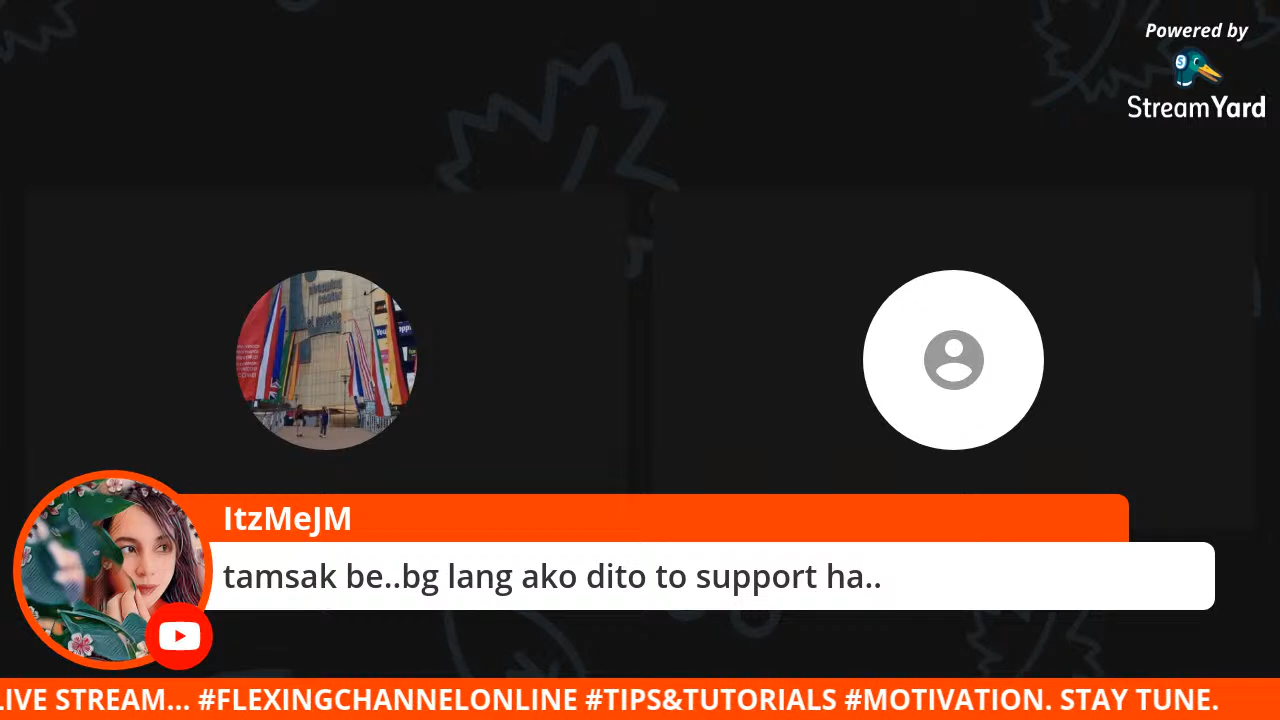 Powered by
StreamYard
ItzMeJM
tamsak be..bg lang ako dito to support ha..
LIVE STREAM... #FLEXINGCHANNELONLINE #TIPS&TUTORIALS #MOTIVATION. STAY TUNE.